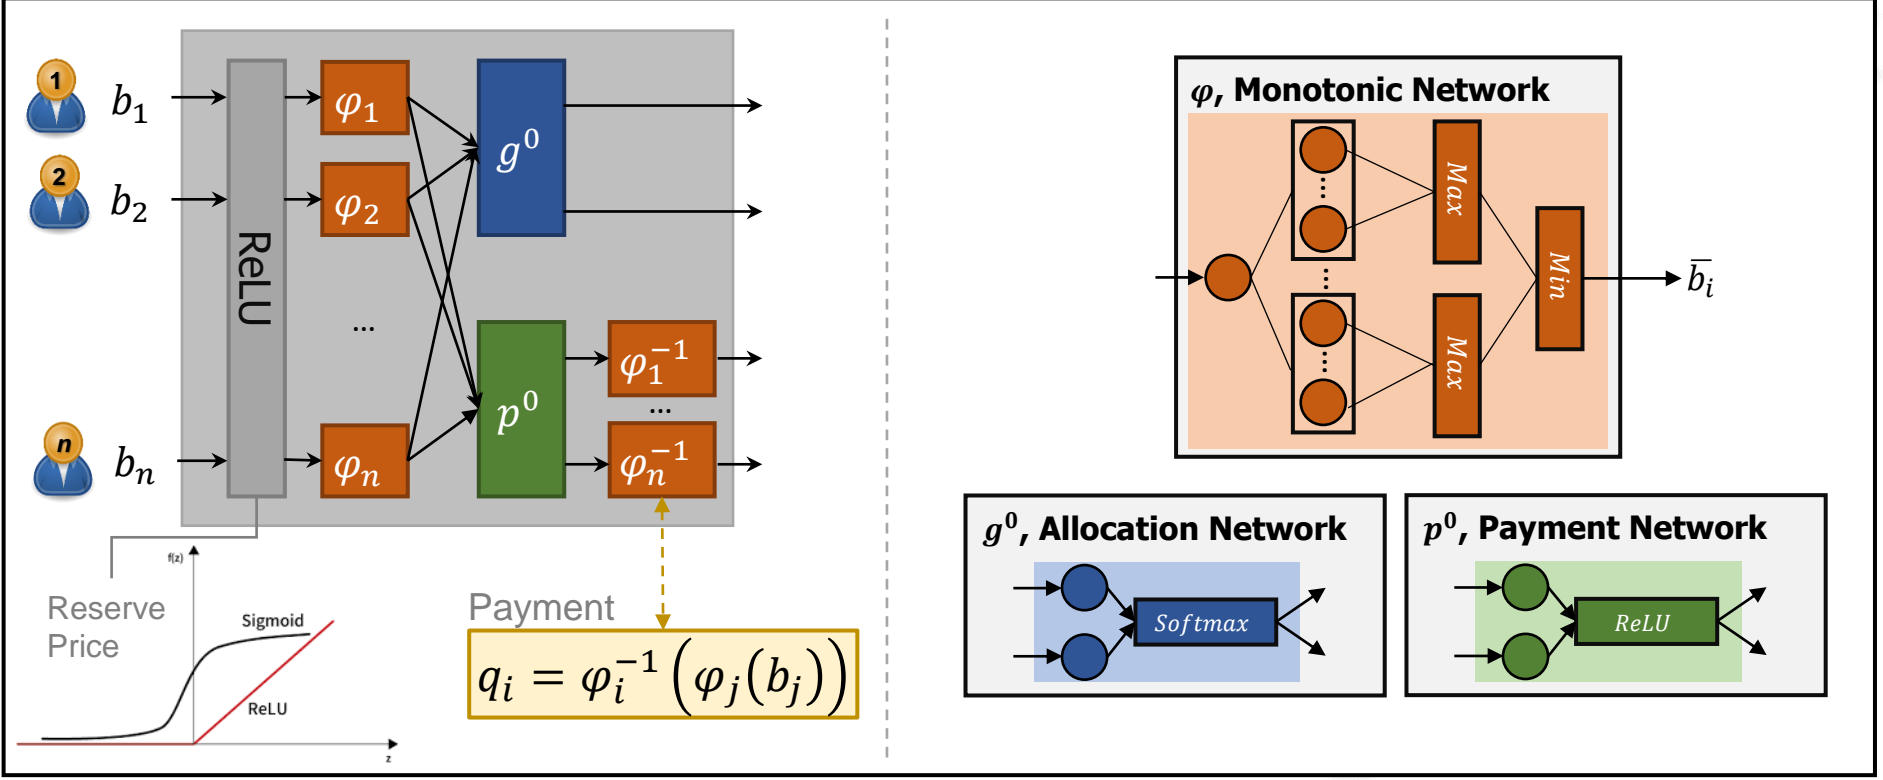 1
b₁
2
b₂
n
bₙ
ReLU
φ₁
φ₂
...
φₙ
g⁰
p⁰
φ₁⁻¹
...
φₙ⁻¹
Reserve
Price
f(z)
Sigmoid
ReLU
z
Payment
qᵢ = φᵢ⁻¹(φⱼ(bⱼ))
φ, Monotonic Network
Max
Max
Min
b̅ᵢ
g⁰, Allocation Network
Softmax
p⁰, Payment Network
ReLU